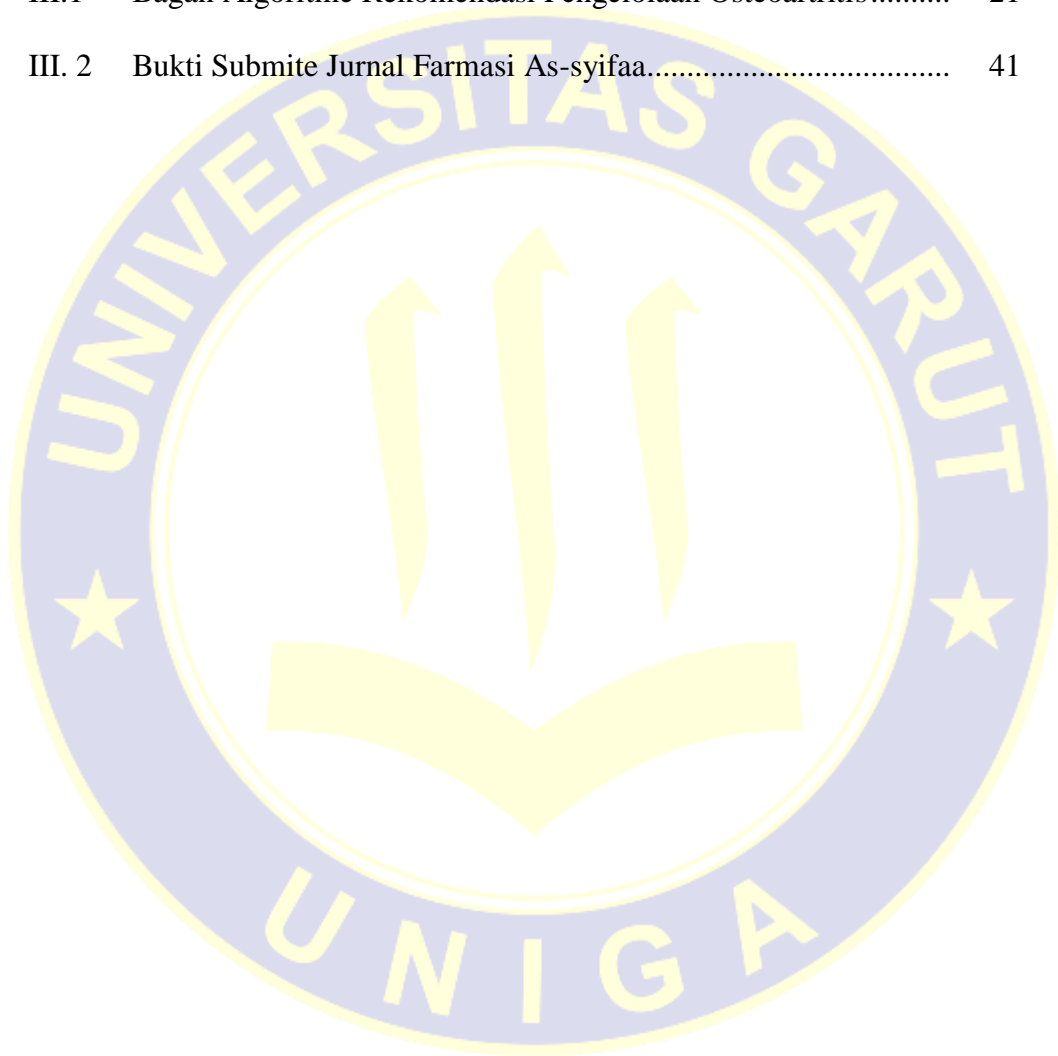 III.1 Bagan Algoritme Rekomendasi Pengelolaan Osteoartritis.......... 21
III. 2 Bukti Submite Jurnal Farmasi As-syifaa.................................... 41
UNIVERSITAS GARUT
UNIGA